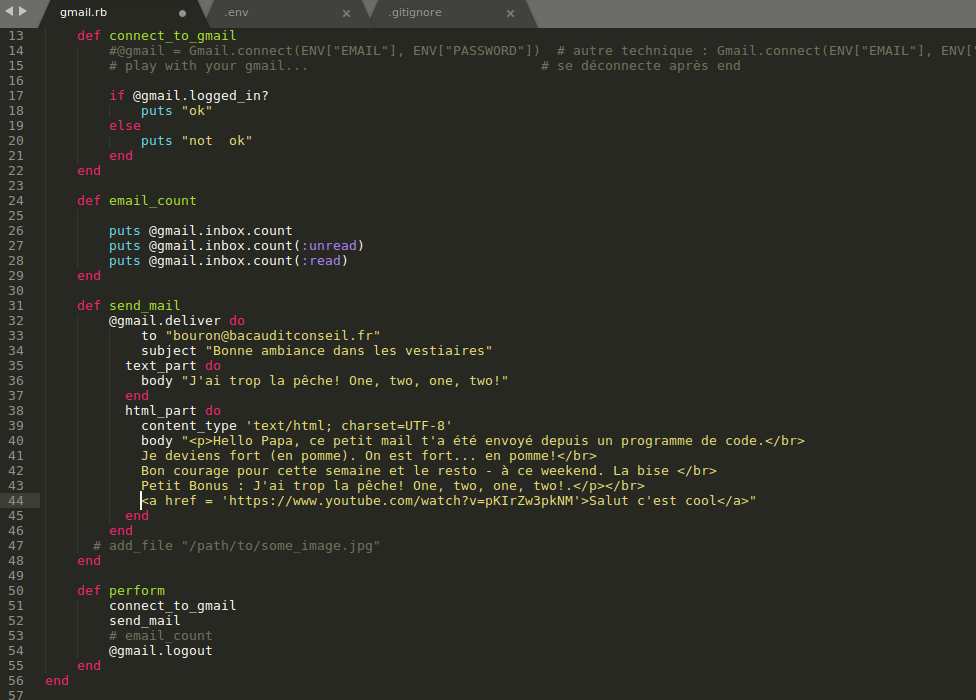 gmail.rb .env .gitignore
13 def connect_to_gmail
14 #@gmail = Gmail.connect(ENV["EMAIL"], ENV["PASSWORD"]) # autre technique : Gmail.connect(ENV["EMAIL"], ENV["
15 # play with your gmail... # se déconnecte après end
16
17 if @gmail.logged_in?
18 puts "ok"
19 else
20 puts "not  ok"
21 end
22 end
23
24 def email_count
25
26 puts @gmail.inbox.count
27 puts @gmail.inbox.count(:unread)
28 puts @gmail.inbox.count(:read)
29 end
30
31 def send_mail
32 @gmail.deliver do
33 to "bouron@bacauditconseil.fr"
34 subject "Bonne ambiance dans les vestiaires"
35 text_part do
36 body "J'ai trop la pêche! One, two, one, two!"
37 end
38 html_part do
39 content_type 'text/html; charset=UTF-8'
40 body "<p>Hello Papa, ce petit mail t'a été envoyé depuis un programme de code.</br>
41 Je deviens fort (en pomme). On est fort... en pomme!</br>
42 Bon courage pour cette semaine et le resto - à ce weekend. La bise </br>
43 Petit Bonus : J'ai trop la pêche! One, two, one, two!.</p></br>
44 <a href = 'https://www.youtube.com/watch?v=pKIrZw3pkNM'>Salut c'est cool</a>"
45 end
46 end
47 # add_file "/path/to/some_image.jpg"
48 end
49
50 def perform
51 connect_to_gmail
52 send_mail
53 # email_count
54 @gmail.logout
55 end
56 end
57